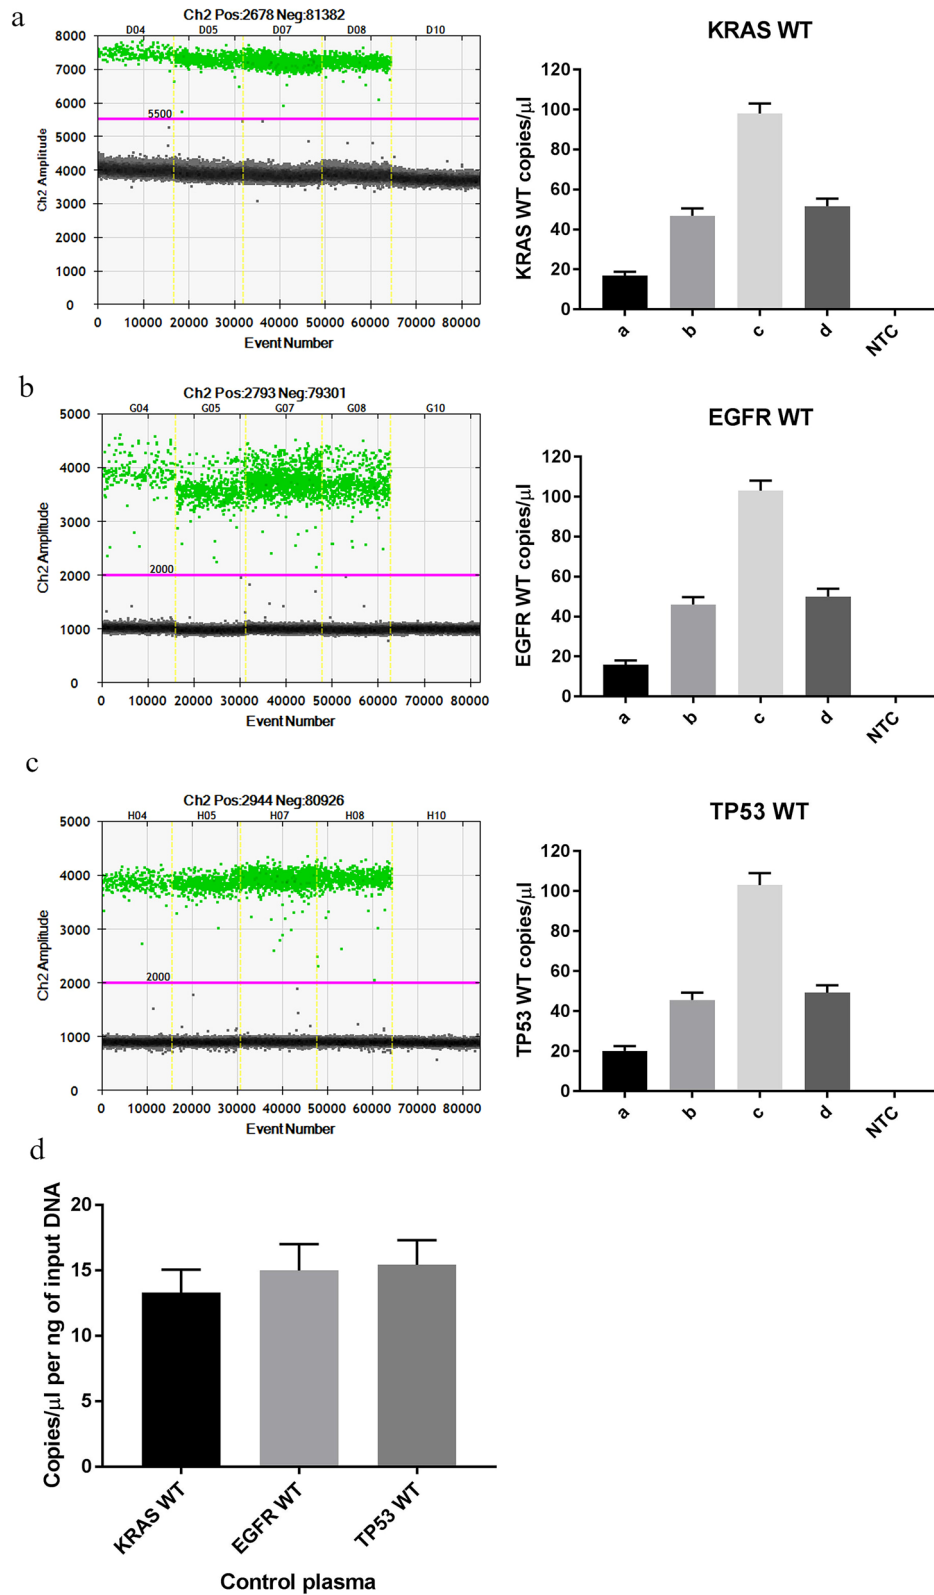 a
Ch2 Pos:2678 Neg:81382
D04 D05 D07 D08 D10
8000
7000
6000
5500
5000
4000
3000
2000
1000
0
Ch2 Amplitude
0 10000 20000 30000 40000 50000 60000 70000 80000
Event Number
KRAS WT
KRAS WT copies/µl
120
100
80
60
40
20
0
a b c d NTC
b
Ch2 Pos:2793 Neg:79301
G04 G05 G07 G08 G10
5000
4000
3000
2000
2000
1000
0
Ch2 Amplitude
0 10000 20000 30000 40000 50000 60000 70000 80000
Event Number
EGFR WT
EGFR WT copies/µl
120
100
80
60
40
20
0
a b c d NTC
c
Ch2 Pos:2944 Neg:80926
H04 H05 H07 H08 H10
5000
4000
3000
2000
2000
1000
0
Ch2 Amplitude
0 10000 20000 30000 40000 50000 60000 70000 80000
Event Number
TP53 WT
TP53 WT copies/µl
120
100
80
60
40
20
0
a b c d NTC
d
Copies/µl per ng of input DNA
20
15
10
5
0
KRAS WT EGFR WT TP53 WT
Control plasma